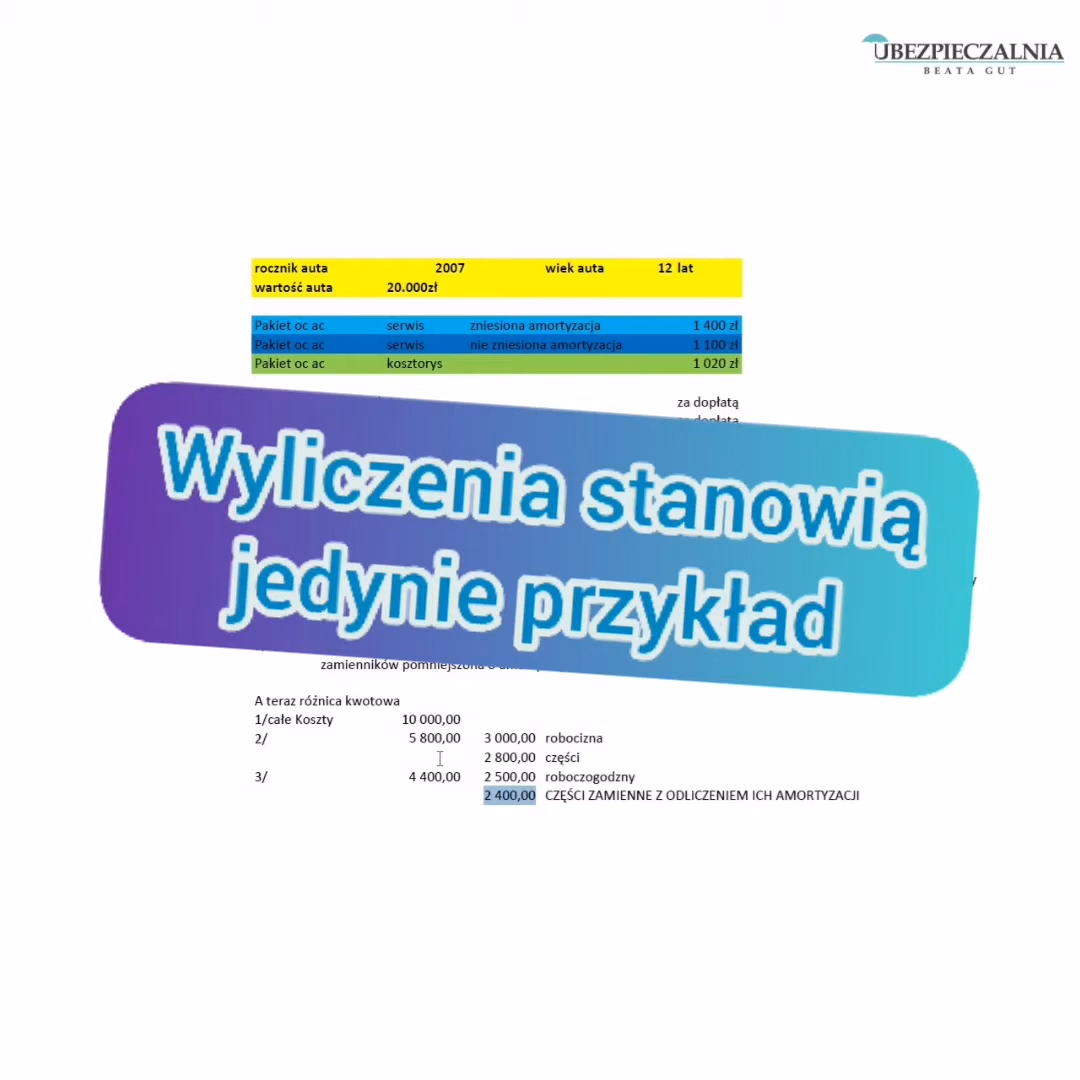 UBEZPIECZALNIA
BEATA GUT
rocznik auta 2007 wiek auta 12 lat
wartość auta 20.000zł
Pakiet oc ac serwis zniesiona amortyzacja 1 400 zł
Pakiet oc ac serwis nie zniesiona amortyzacja 1 100 zł
Pakiet oc ac kosztorys 1 020 zł
za dopłatą
Wyliczenia stanowią
jedynie przykład
zamienników pomniejszona
A teraz różnica kwotowa
1/całe Koszty 10 000,00
2/ 5 800,00 3 000,00 robocizna
2 800,00 części
3/ 4 400,00 2 500,00 roboczogodzny
2 400,00 CZĘŚCI ZAMIENNE Z ODLICZENIEM ICH AMORTYZACJI